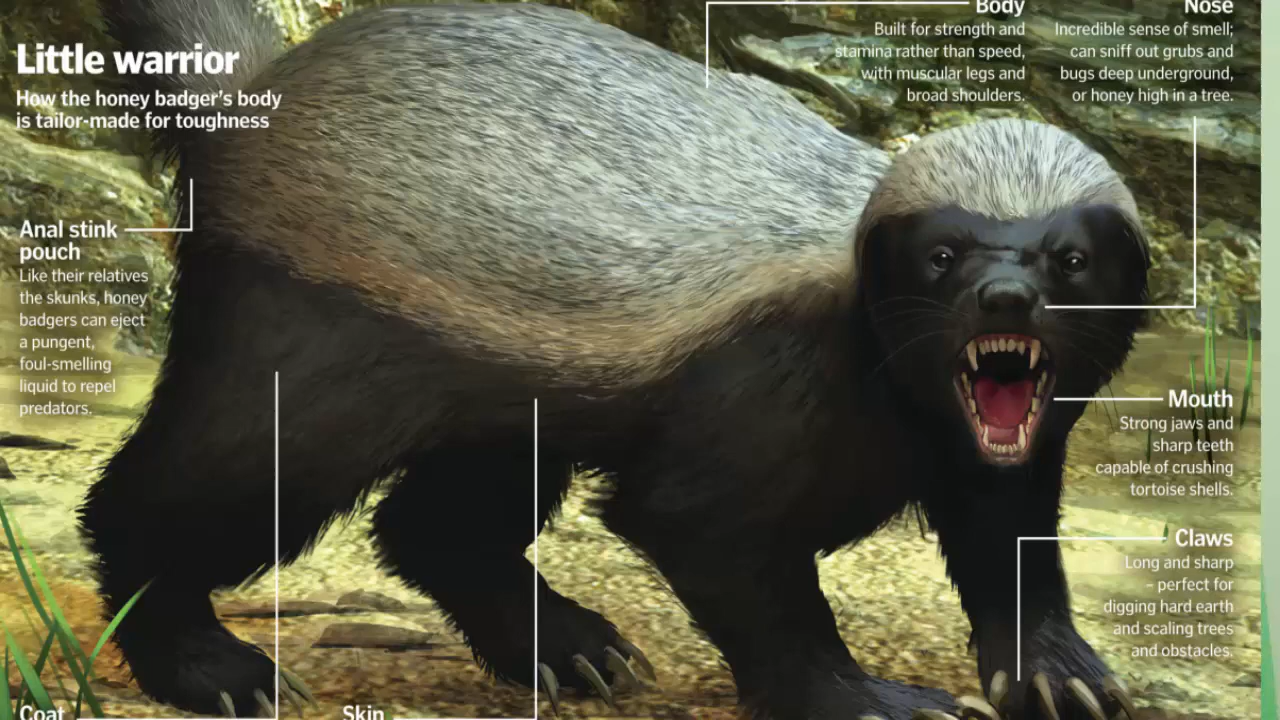 Little warrior
How the honey badger's body
is tailor-made for toughness
Anal stink
pouch
Like their relatives
the skunks, honey
badgers can eject
a pungent,
foul-smelling
liquid to repel
predators.
Body
Built for strength and
stamina rather than speed,
with muscular legs and
broad shoulders.
Nose
Incredible sense of smell;
can sniff out grubs and
bugs deep underground,
or honey high in a tree.
Mouth
Strong jaws and
sharp teeth
capable of crushing
tortoise shells.
Claws
Long and sharp
– perfect for
digging hard earth
and scaling trees
and obstacles.
Coat
Skin